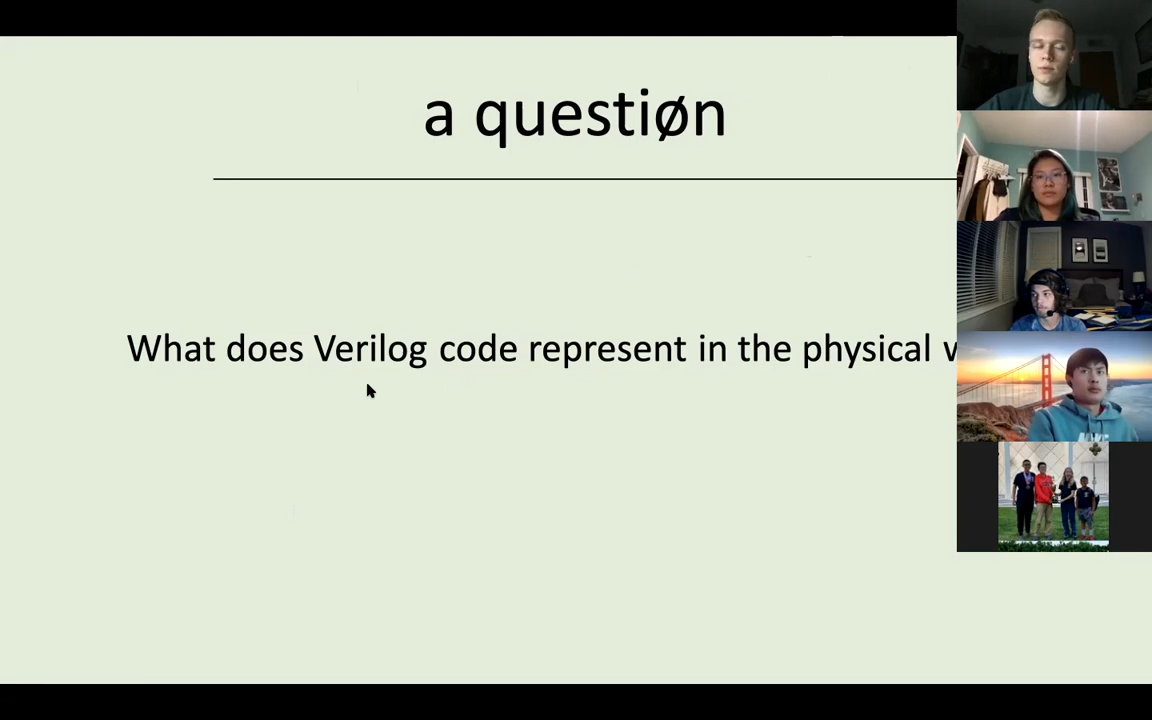 a questiøn
What does Verilog code represent in the physical